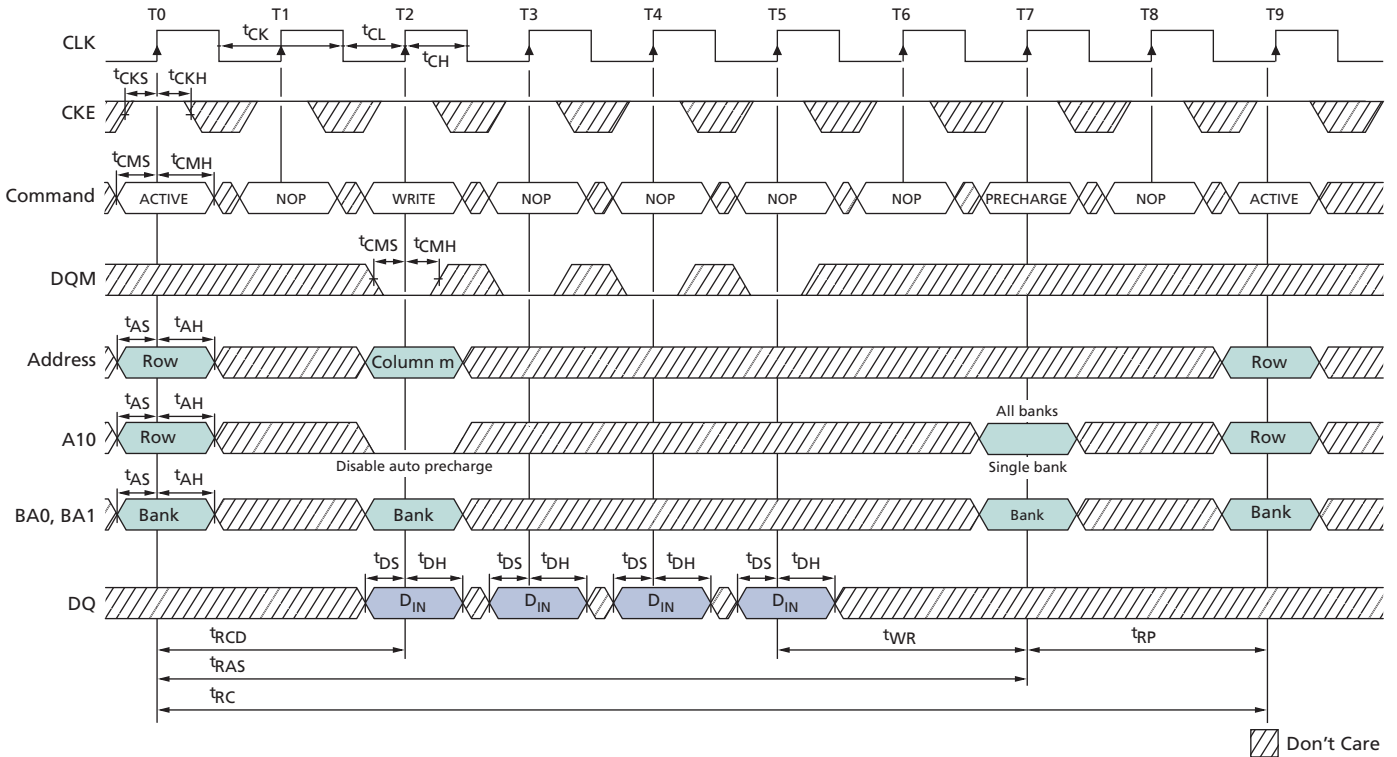 T0 T1 T2 T3 T4 T5 T6 T7 T8 T9
CLK
tCK tCL
tCH
tCKS tCKH
CKE
tCMS tCMH
Command ACTIVE NOP WRITE NOP NOP NOP NOP PRECHARGE NOP ACTIVE
tCMS tCMH
DQM
tAS tAH
Address Row Column m Row
tAS tAH
All banks
A10 Row Row
Disable auto precharge Single bank
tAS tAH
BA0, BA1 Bank Bank Bank Bank
tDS tDH tDS tDH tDS tDH tDS tDH
DQ DIN DIN DIN DIN
tRCD tWR tRP
tRAS
tRC
Don't Care